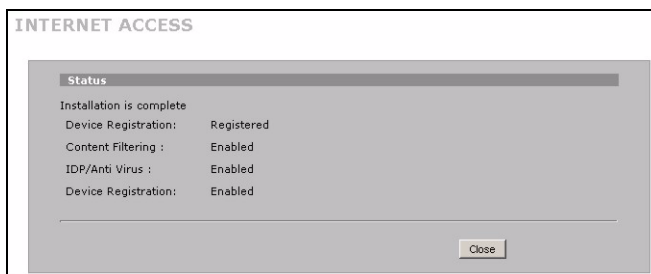 INTERNET ACCESS
Status
Installation is complete
Device Registration: Registered
Content Filtering : Enabled
IDP/Anti Virus : Enabled
Device Registration: Enabled
Close